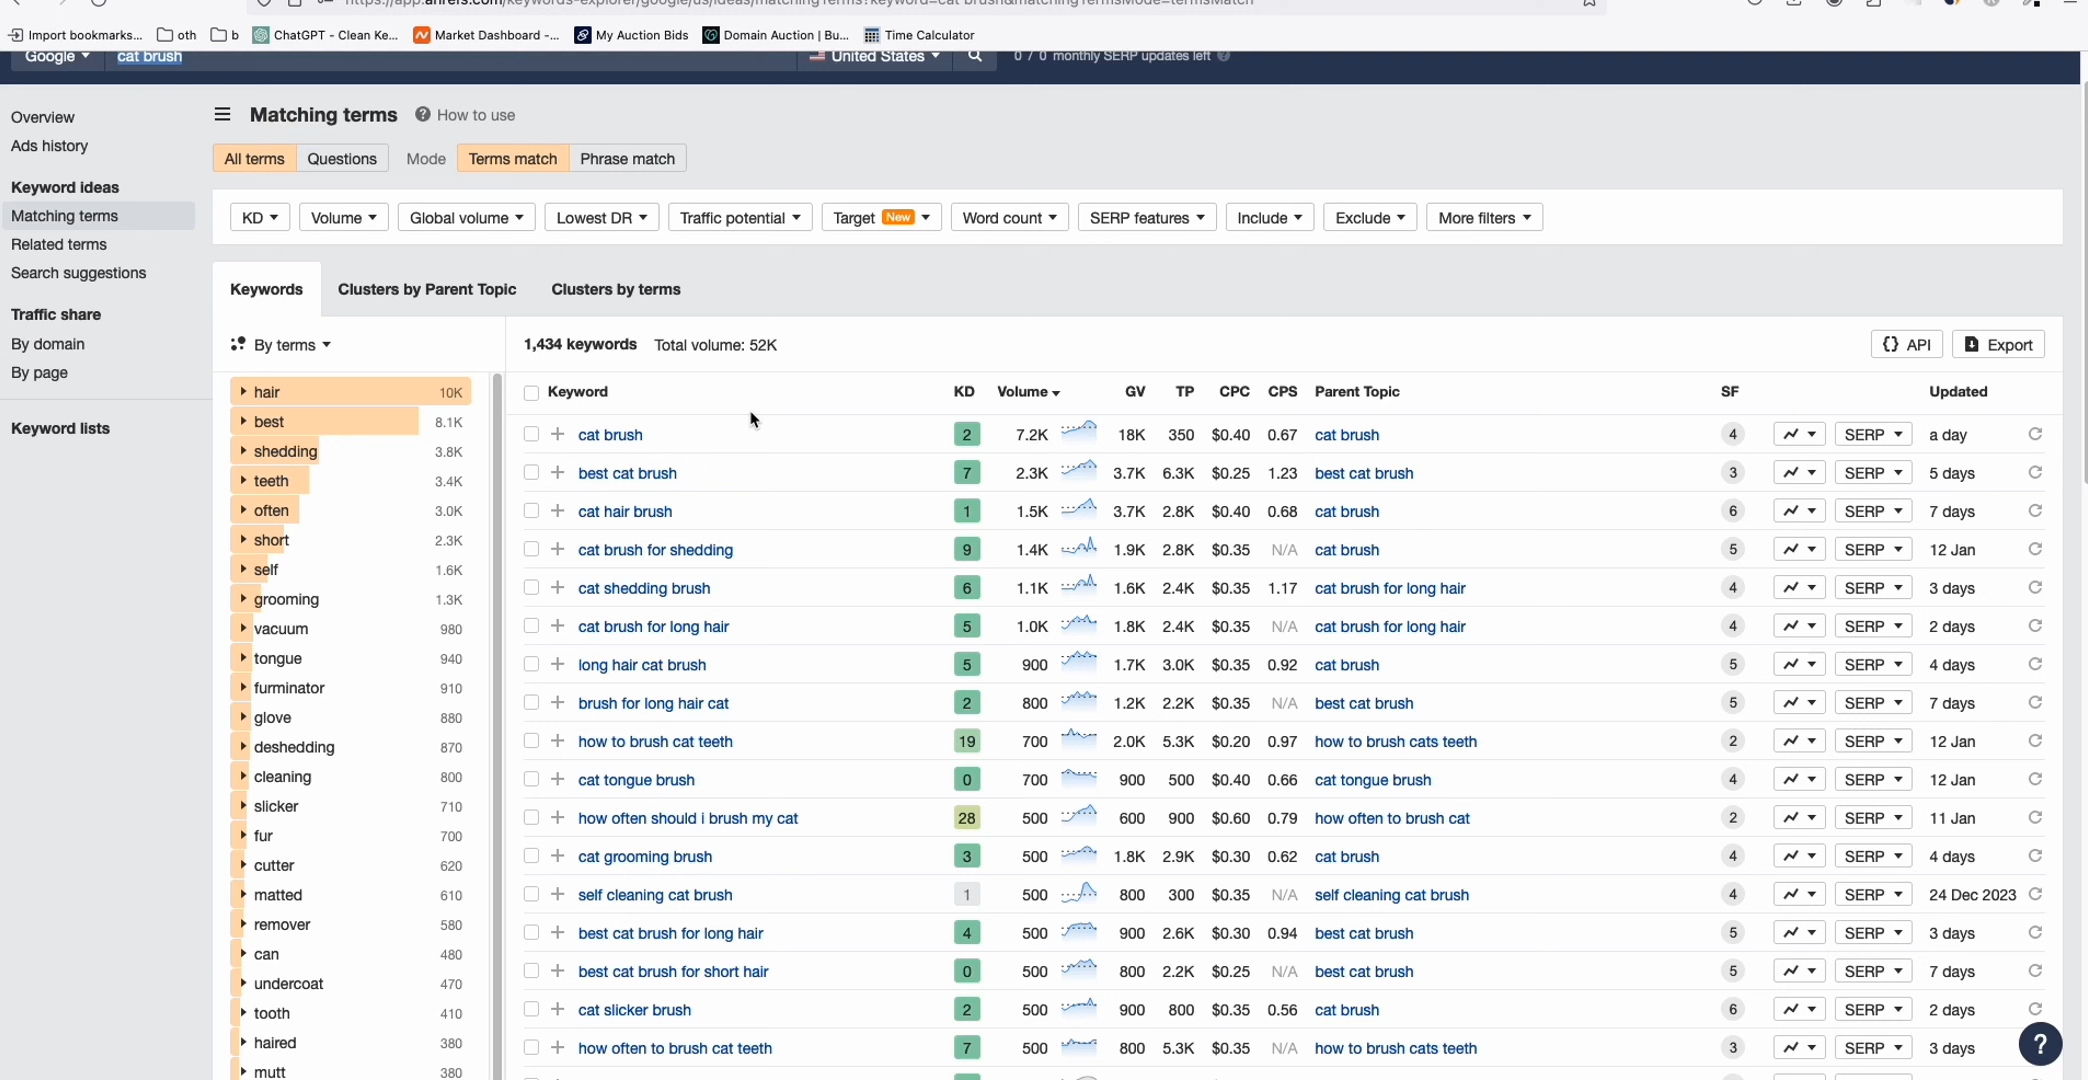 https://app.ahrefs.com/keywords-explorer/google/us/ideas/matchingTerms?keyword=cat brush&matchingTermsMode=termsMatch
Import bookmarks... oth b ChatGPT - Clean Ke... Market Dashboard -... My Auction Bids Domain Auction | Bu... Time Calculator
Google cat brush United States 0 / 0 monthly SERP updates left
Overview
Ads history
Keyword ideas
Matching terms
Related terms
Search suggestions
Traffic share
By domain
By page
Keyword lists
Matching terms How to use
All terms Questions Mode Terms match Phrase match
KD Volume Global volume Lowest DR Traffic potential Target New Word count SERP features Include Exclude More filters
Keywords Clusters by Parent Topic Clusters by terms
By terms
hair 10K
best 8.1K
shedding 3.8K
teeth 3.4K
often 3.0K
short 2.3K
self 1.6K
grooming 1.3K
vacuum 980
tongue 940
furminator 910
glove 880
deshedding 870
cleaning 800
slicker 710
fur 700
cutter 620
matted 610
remover 580
can 480
undercoat 470
tooth 410
haired 380
mutt 380
1,434 keywords Total volume: 52K API Export
Keyword KD Volume GV TP CPC CPS Parent Topic SF Updated
cat brush 2 7.2K 18K 350 $0.40 0.67 cat brush 4 SERP a day
best cat brush 7 2.3K 3.7K 6.3K $0.25 1.23 best cat brush 3 SERP 5 days
cat hair brush 1 1.5K 3.7K 2.8K $0.40 0.68 cat brush 6 SERP 7 days
cat brush for shedding 9 1.4K 1.9K 2.8K $0.35 N/A cat brush 5 SERP 12 Jan
cat shedding brush 6 1.1K 1.6K 2.4K $0.35 1.17 cat brush for long hair 4 SERP 3 days
cat brush for long hair 5 1.0K 1.8K 2.4K $0.35 N/A cat brush for long hair 4 SERP 2 days
long hair cat brush 5 900 1.7K 3.0K $0.35 0.92 cat brush 5 SERP 4 days
brush for long hair cat 2 800 1.2K 2.2K $0.35 N/A best cat brush 5 SERP 7 days
how to brush cat teeth 19 700 2.0K 5.3K $0.20 0.97 how to brush cats teeth 2 SERP 12 Jan
cat tongue brush 0 700 900 500 $0.40 0.66 cat tongue brush 4 SERP 12 Jan
how often should i brush my cat 28 500 600 900 $0.60 0.79 how often to brush cat 2 SERP 11 Jan
cat grooming brush 3 500 1.8K 2.9K $0.30 0.62 cat brush 4 SERP 4 days
self cleaning cat brush 1 500 800 300 $0.35 N/A self cleaning cat brush 4 SERP 24 Dec 2023
best cat brush for long hair 4 500 900 2.6K $0.30 0.94 best cat brush 5 SERP 3 days
best cat brush for short hair 0 500 800 2.2K $0.25 N/A best cat brush 5 SERP 7 days
cat slicker brush 2 500 900 800 $0.35 0.56 cat brush 6 SERP 2 days
how often to brush cat teeth 7 500 800 5.3K $0.35 N/A how to brush cats teeth 3 SERP 3 days
?